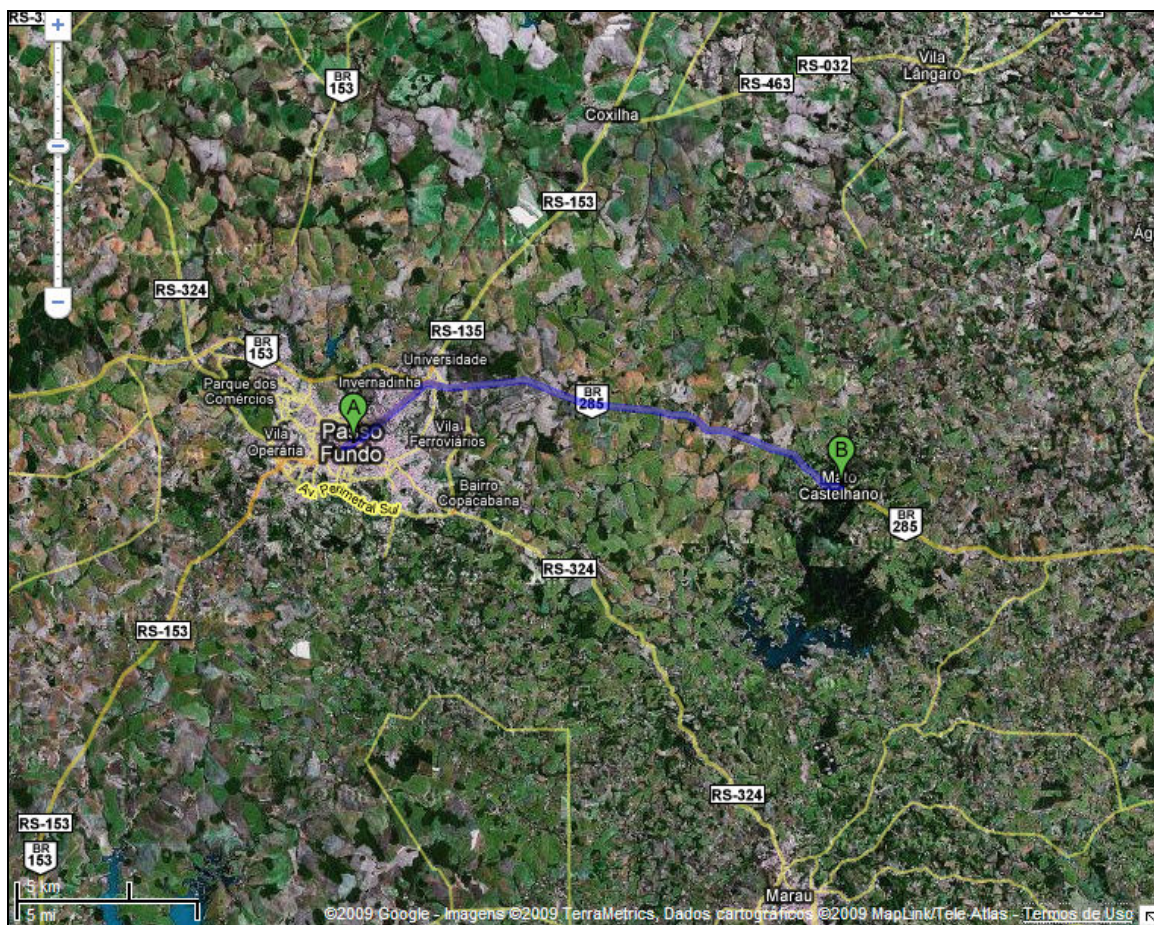 RS-032
BR
153
Vila
Lângaro
RS-032
RS-463
Coxilha
RS-153
RS-324
RS-135
BR
153
Universidade
Parque dos
Comércios
Invernadinha
BR
285
A
Passo
Fundo
Vila
Operária
Vila
Ferroviários
B
Mato
Castelhano
Bairro
Copacabana
Av. Perimetral Sul
BR
285
RS-324
RS-153
RS-324
RS-153
BR
153
5 km
5 mi
Marau
©2009 Google - Imagens ©2009 TerraMetrics, Dados cartográficos ©2009 MapLink/Tele Atlas - Termos de Uso